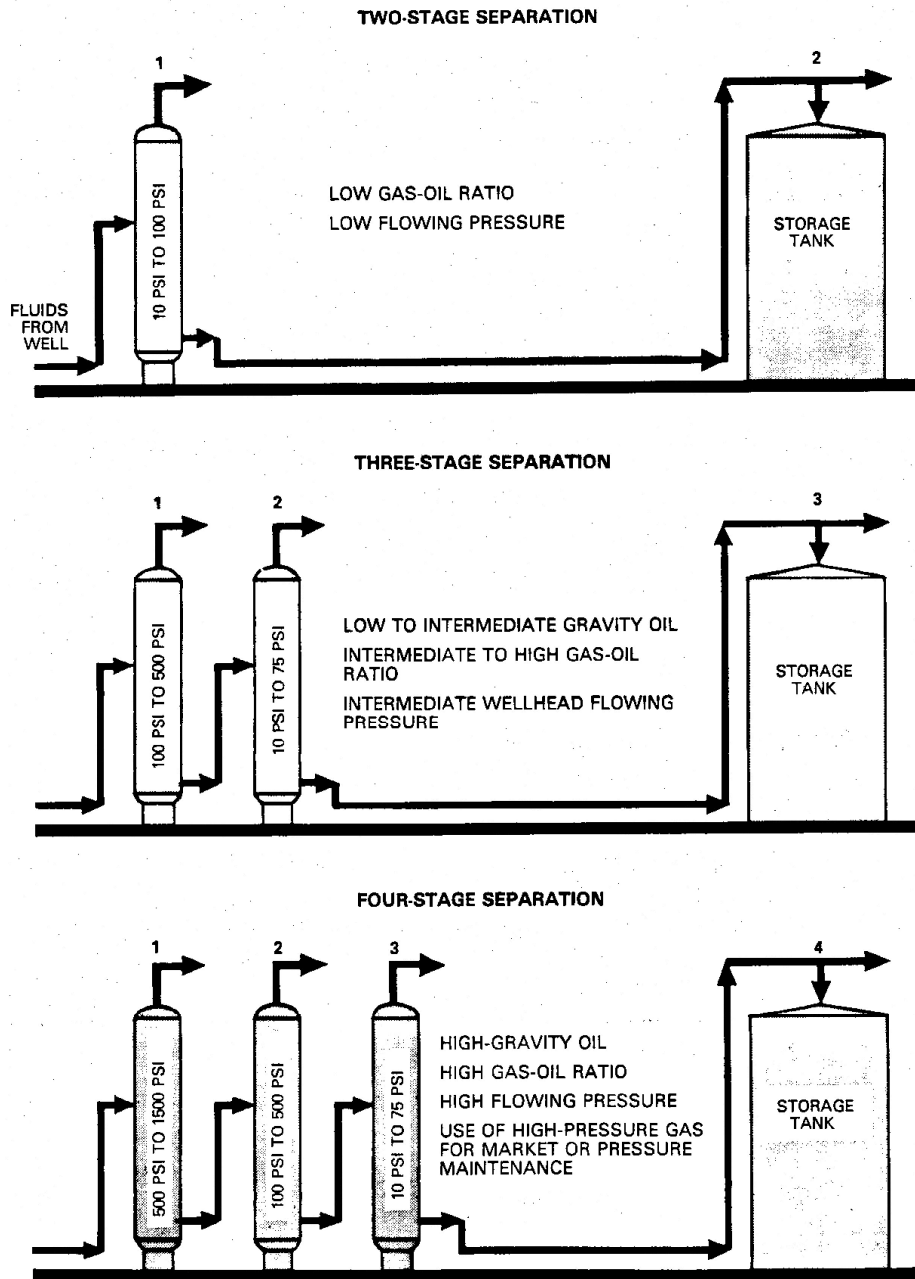 TWO-STAGE SEPARATION
1
2
10 PSI TO 100 PSI
LOW GAS-OIL RATIO
LOW FLOWING PRESSURE
STORAGE
TANK
FLUIDS
FROM
WELL
THREE-STAGE SEPARATION
1
2
3
100 PSI TO 500 PSI
10 PSI TO 75 PSI
LOW TO INTERMEDIATE GRAVITY OIL
INTERMEDIATE TO HIGH GAS-OIL
RATIO
INTERMEDIATE WELLHEAD FLOWING
PRESSURE
STORAGE
TANK
FOUR-STAGE SEPARATION
1
2
3
4
500 PSI TO 1500 PSI
100 PSI TO 500 PSI
10 PSI TO 75 PSI
HIGH-GRAVITY OIL
HIGH GAS-OIL RATIO
HIGH FLOWING PRESSURE
USE OF HIGH-PRESSURE GAS
FOR MARKET OR PRESSURE
MAINTENANCE
STORAGE
TANK